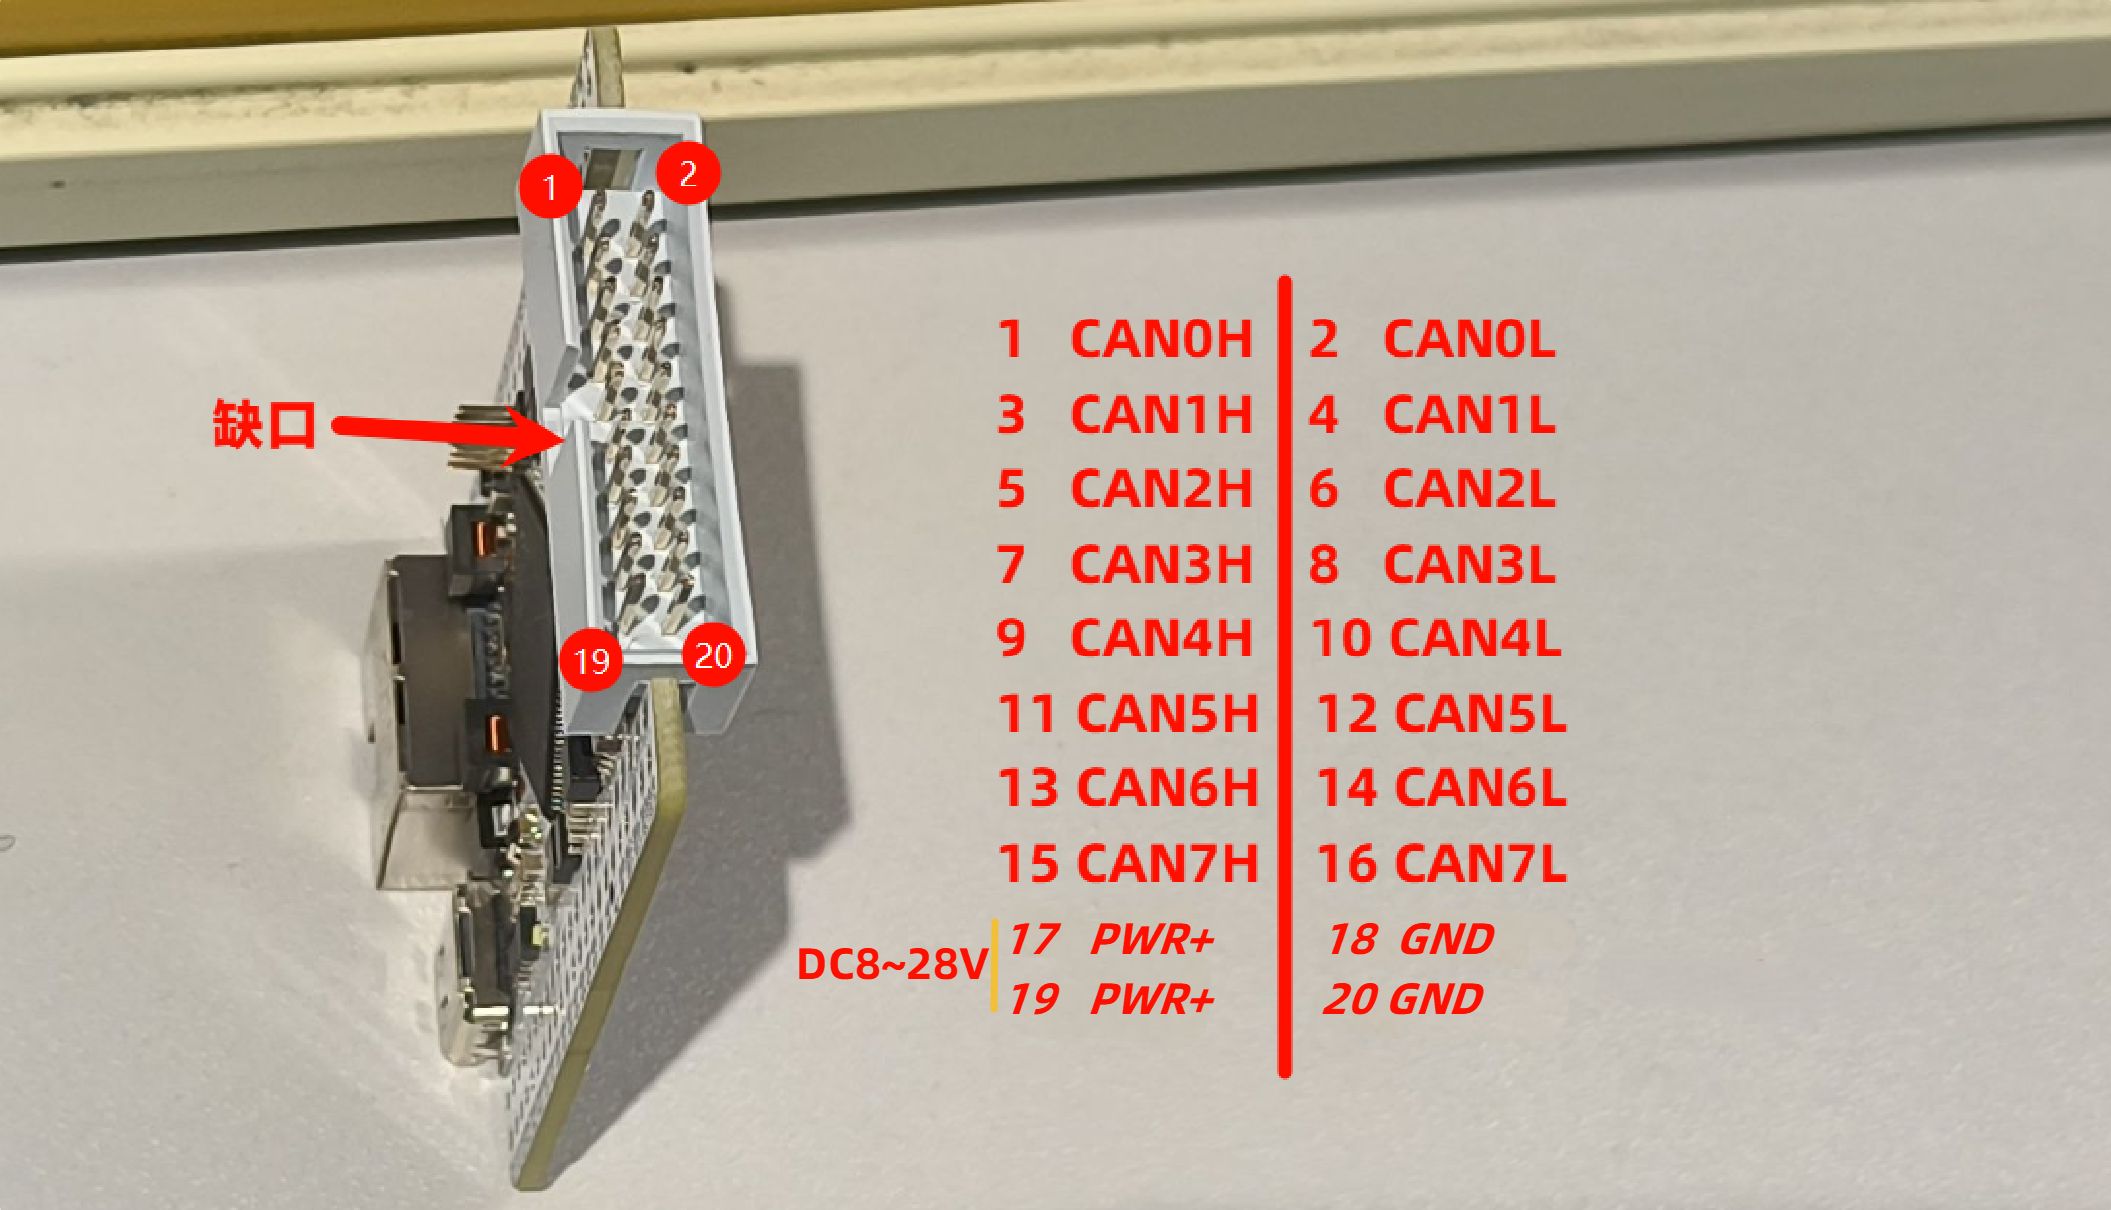 1 2
缺口
19 20
1 CAN0H 2 CAN0L
3 CAN1H 4 CAN1L
5 CAN2H 6 CAN2L
7 CAN3H 8 CAN3L
9 CAN4H 10 CAN4L
11 CAN5H 12 CAN5L
13 CAN6H 14 CAN6L
15 CAN7H 16 CAN7L
DC8~28V
17 PWR+ 18 GND
19 PWR+ 20 GND